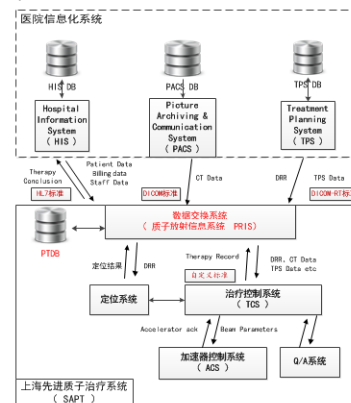 医院信息化系统
HIS DB
PACS DB
TPS DB
Hospital
Information
System
( HIS )
Picture
Archiving &
Communication
System
( PACS )
Treatment
Planning
System
( TPS )
Therapy
Conclusion
Patient Data
Billing data
Staff Data
CT Data
DRR
TPS Data
HL7标准
DICOM标准
DICOM-RT标准
数据交换系统
( 质子放射信息系统 PRIS)
PTDB
定位结果
DRR
Therapy Record
自定义标准
DRR, CT Data
TPS Data etc
定位系统
治疗控制系统
( TCS )
Accelerator ack
Beam Parameters
加速器控制系统
( ACS )
Q/A系统
上海先进质子治疗系统
( SAPT )